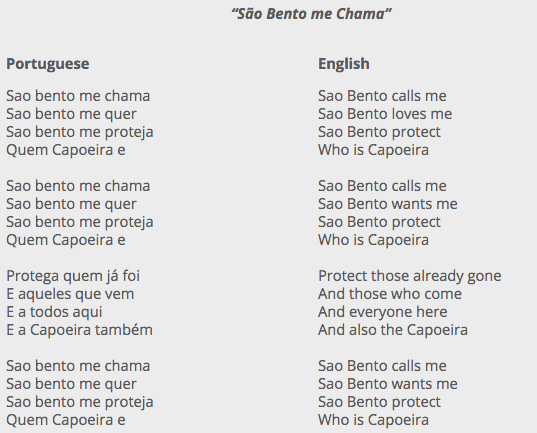 “São Bento me Chama”
Portuguese
Sao bento me chama
Sao bento me quer
Sao bento me proteja
Quem Capoeira e
Sao bento me chama
Sao bento me quer
Sao bento me proteja
Quem Capoeira e
Protega quem já foi
E aqueles que vem
E a todos aqui
E a Capoeira também
Sao bento me chama
Sao bento me quer
Sao bento me proteja
Quem Capoeira e
English
Sao Bento calls me
Sao Bento loves me
Sao Bento protect
Who is Capoeira
Sao Bento calls me
Sao Bento wants me
Sao Bento protect
Who is Capoeira
Protect those already gone
And those who come
And everyone here
And also the Capoeira
Sao Bento calls me
Sao Bento wants me
Sao Bento protect
Who is Capoeira